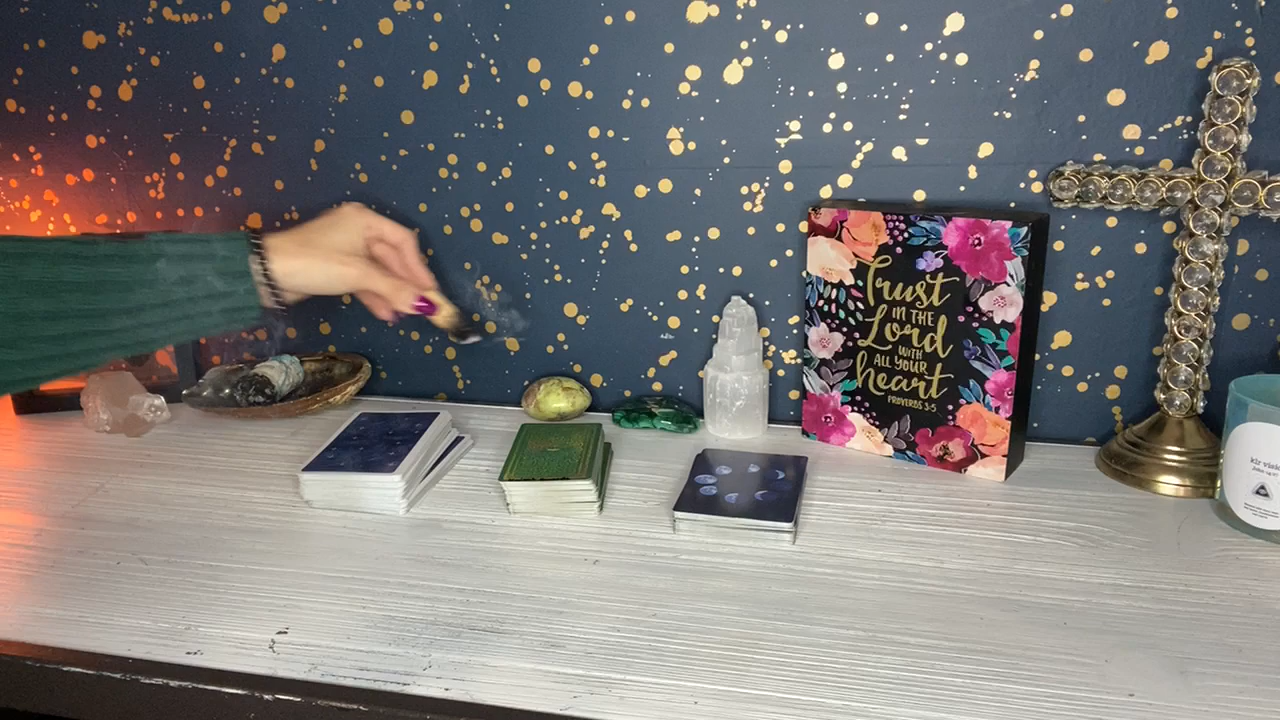 Trust
IN THE
Lord
WITH
ALL YOUR
heart
PROVERBS 3:5